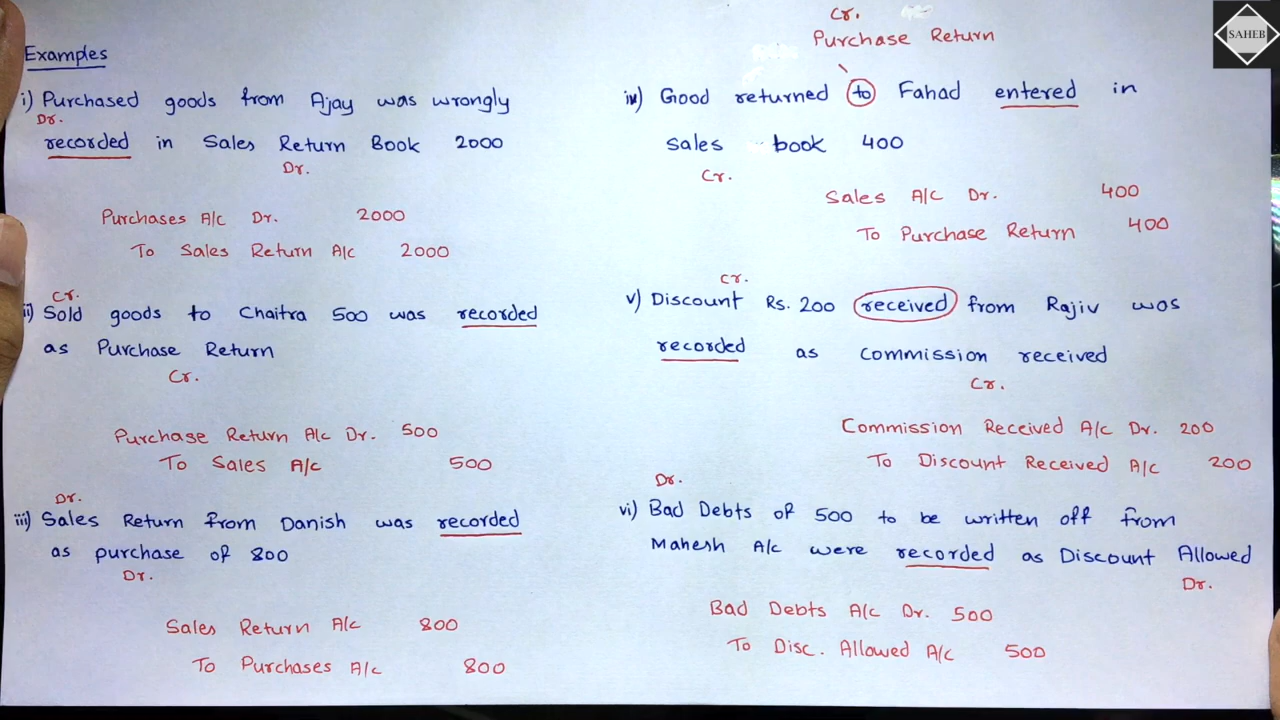 SAHEB
Examples
i) Purchased goods from Ajay was wrongly
Dr.
recorded in Sales Return Book 2000
Dr.
Purchases A/c Dr. 2000
To Sales Return A/c 2000
Cr.
ii) Sold goods to Chaitra 500 was recorded
as Purchase Return
Cr.
Purchase Return A/c Dr. 500
To Sales A/c 500
Dr.
iii) Sales Return from Danish was recorded
as purchase of 800
Dr.
Sales Return A/c 800
To Purchases A/c 800
Cr.
Purchase Return
iv) Good returned to Fahad entered in
sales book 400
Cr.
Sales A/c Dr. 400
To Purchase Return 400
Cr.
v) Discount Rs. 200 received from Rajiv was
recorded as commission received
Cr.
Commission Received A/c Dr. 200
To Discount Received A/c 200
Dr.
vi) Bad Debts of 500 to be written off from
Mahesh A/c were recorded as Discount Allowed
Dr.
Bad Debts A/c Dr. 500
To Disc. Allowed A/c 500